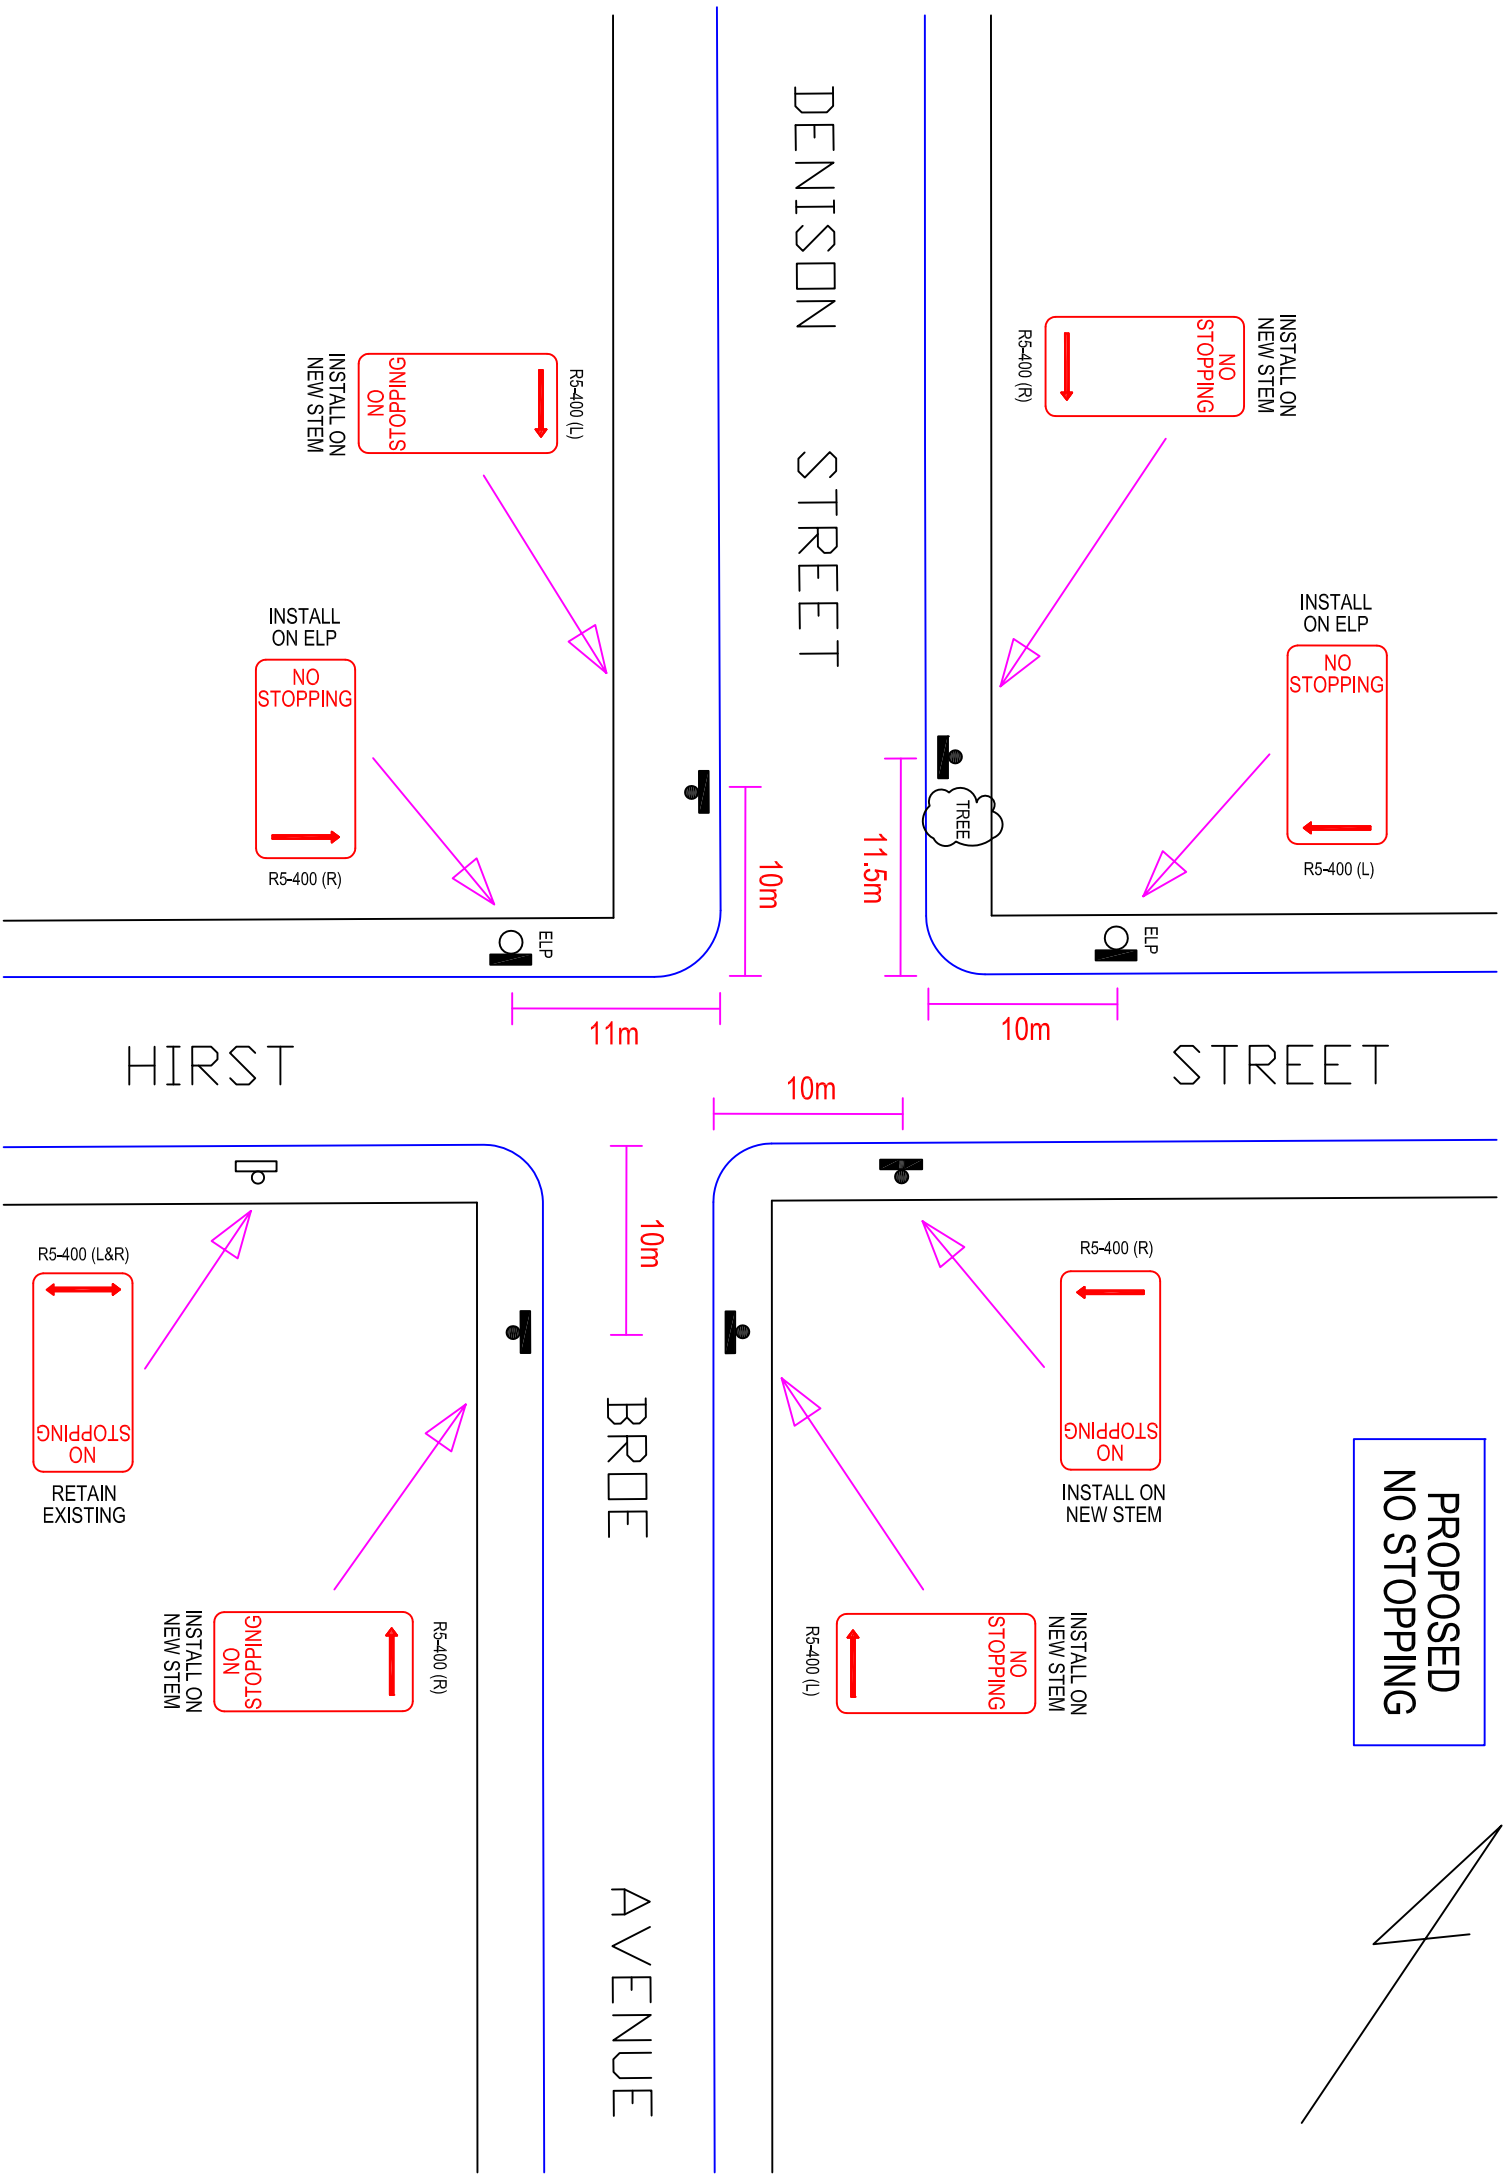 DENISON STREET
INSTALL ON
NEW STEM
NO
STOPPING
R5-400 (R)
R5-400 (L)
STOPPING
NO
INSTALL ON
NEW STEM
INSTALL
ON ELP
NO
STOPPING
R5-400 (R)
INSTALL
ON ELP
NO
STOPPING
R5-400 (L)
TREE
11.5m
10m
ELP
ELP
11m
10m
HIRST STREET
10m
10m
R5-400 (L&R)
NO
STOPPING
RETAIN
EXISTING
R5-400 (R)
NO
STOPPING
INSTALL ON
NEW STEM
BROE AVENUE
R5-400 (R)
STOPPING
NO
INSTALL ON
NEW STEM
INSTALL ON
NEW STEM
NO
STOPPING
R5-400 (L)
PROPOSED
NO STOPPING